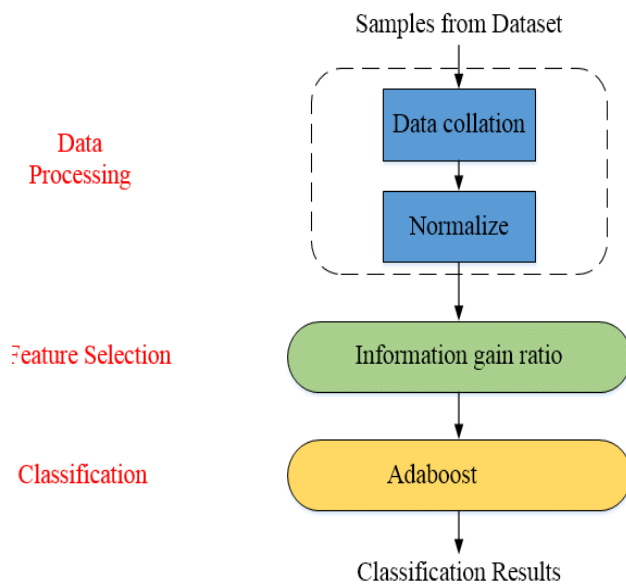 Samples from Dataset
Data collation
Data
Processing
Normalize
Feature Selection
Information gain ratio
Classification
Adaboost
Classification Results